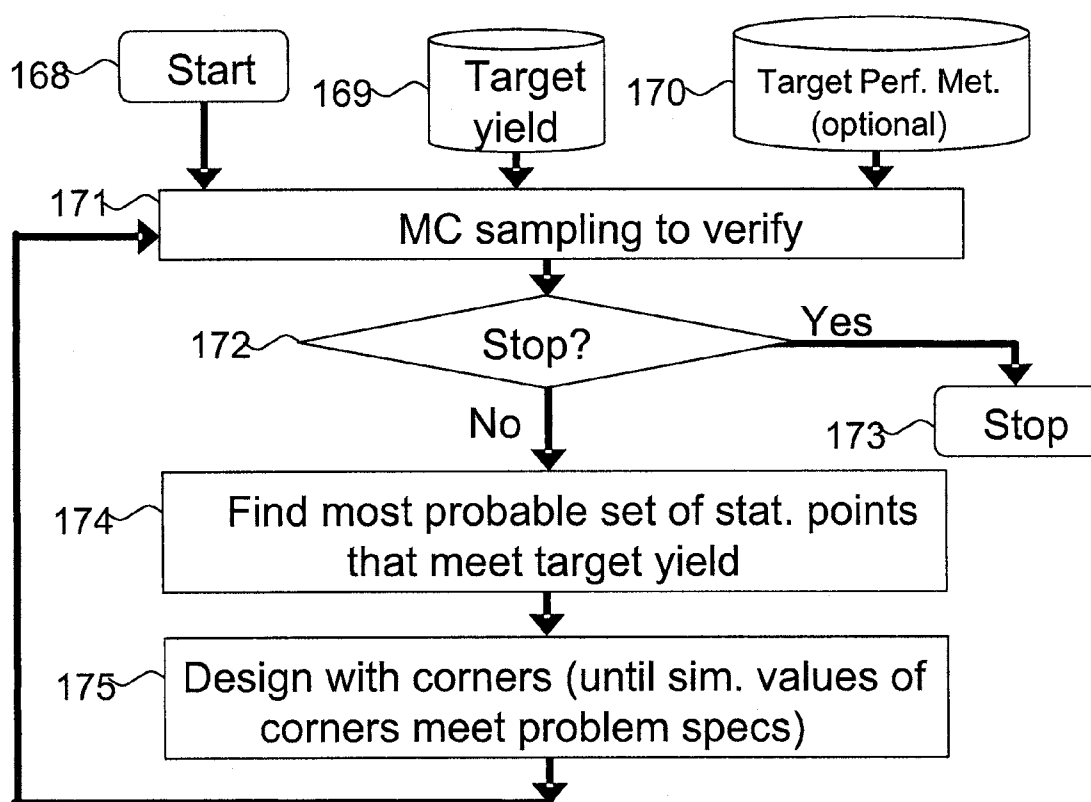 168
Start
169
Target
yield
170
Target Perf. Met.
(optional)
171
MC sampling to verify
172
Stop?
Yes
No
173
Stop
174
Find most probable set of stat. points
that meet target yield
175
Design with corners (until sim. values of
corners meet problem specs)